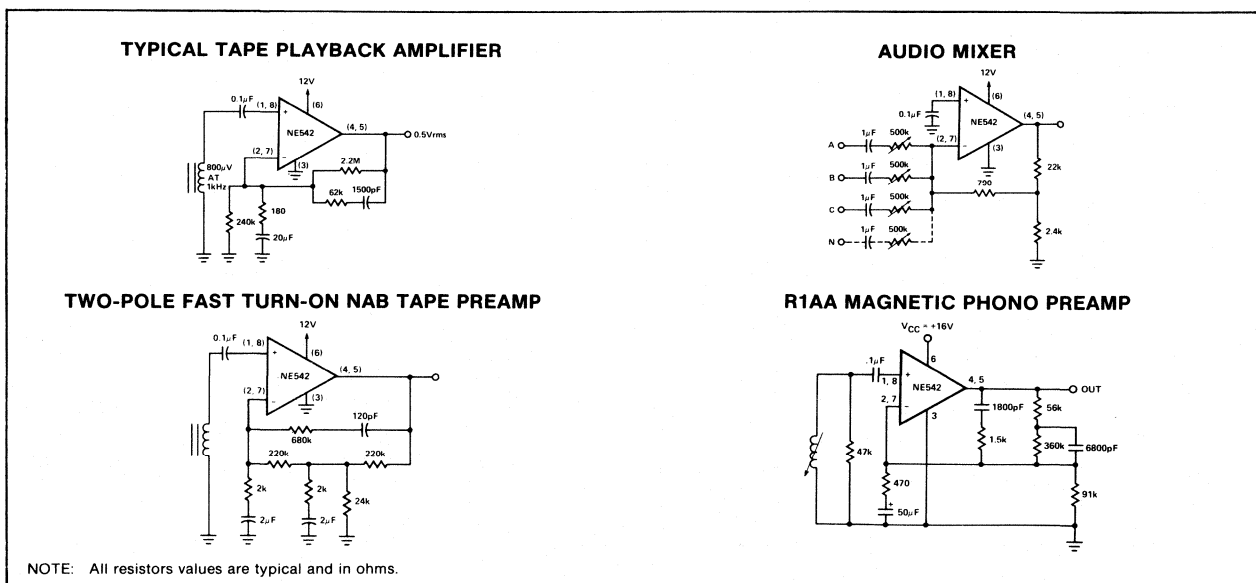 TYPICAL TAPE PLAYBACK AMPLIFIER
12V
0.1µF
(1, 8)
(6)
+
NE542
(4, 5)
0.5Vrms
(2, 7)
−
(3)
800µV
AT
1kHz
2.2M
62k
1500pF
240k
180
20µF
AUDIO MIXER
12V
(1, 8)
(6)
+
0.1µF
NE542
(4, 5)
(2, 7)
−
(3)
A
1µF
500k
B
1µF
500k
C
1µF
500k
N
1µF
500k
22k
790
2.4k
TWO-POLE FAST TURN-ON NAB TAPE PREAMP
12V
0.1µF
(1, 8)
(6)
+
NE542
(4, 5)
(2, 7)
−
(3)
120pF
680k
220k
220k
2k
2k
24k
2µF
2µF
R1AA MAGNETIC PHONO PREAMP
VCC = +16V
.1µF
6
1, 8
+
NE542
4, 5
OUT
2, 7
−
3
1800pF
56k
1.5k
360k
6800pF
47k
470
+
50µF
91k
NOTE: All resistors values are typical and in ohms.